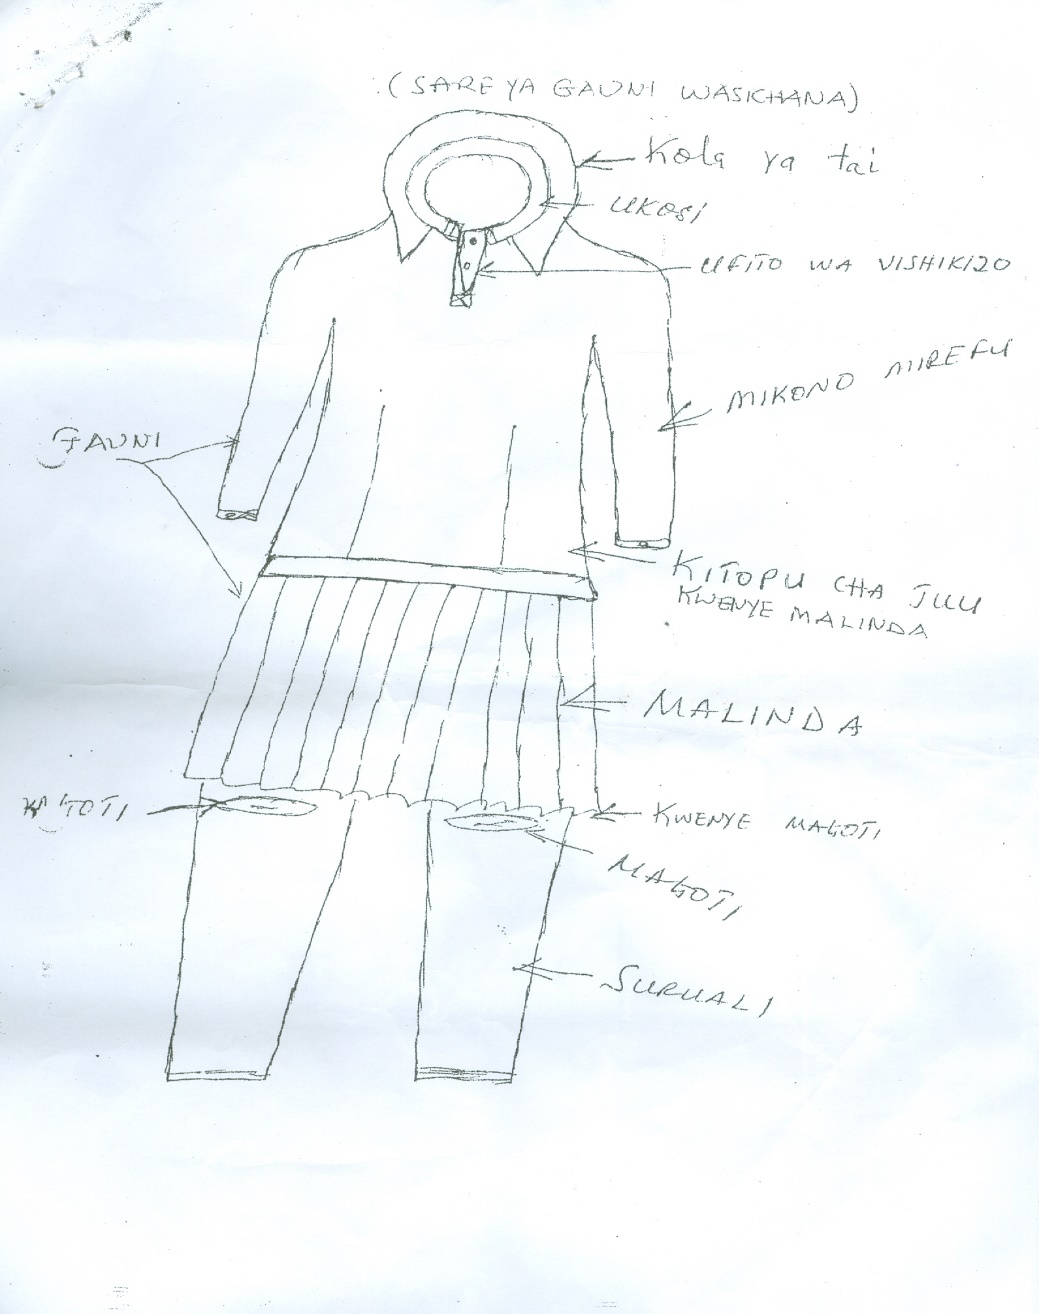 (SARE YA GAUNI WASICHANA)
Kola ya tai
UKOSI
UFITO WA VISHIKIZO
MIKONO MIREFU
GAUNI
KITOPU CHA JUU
KWENYE MALINDA
MALINDA
KWENYE MAGOTI
MAGOTI
SURUALI